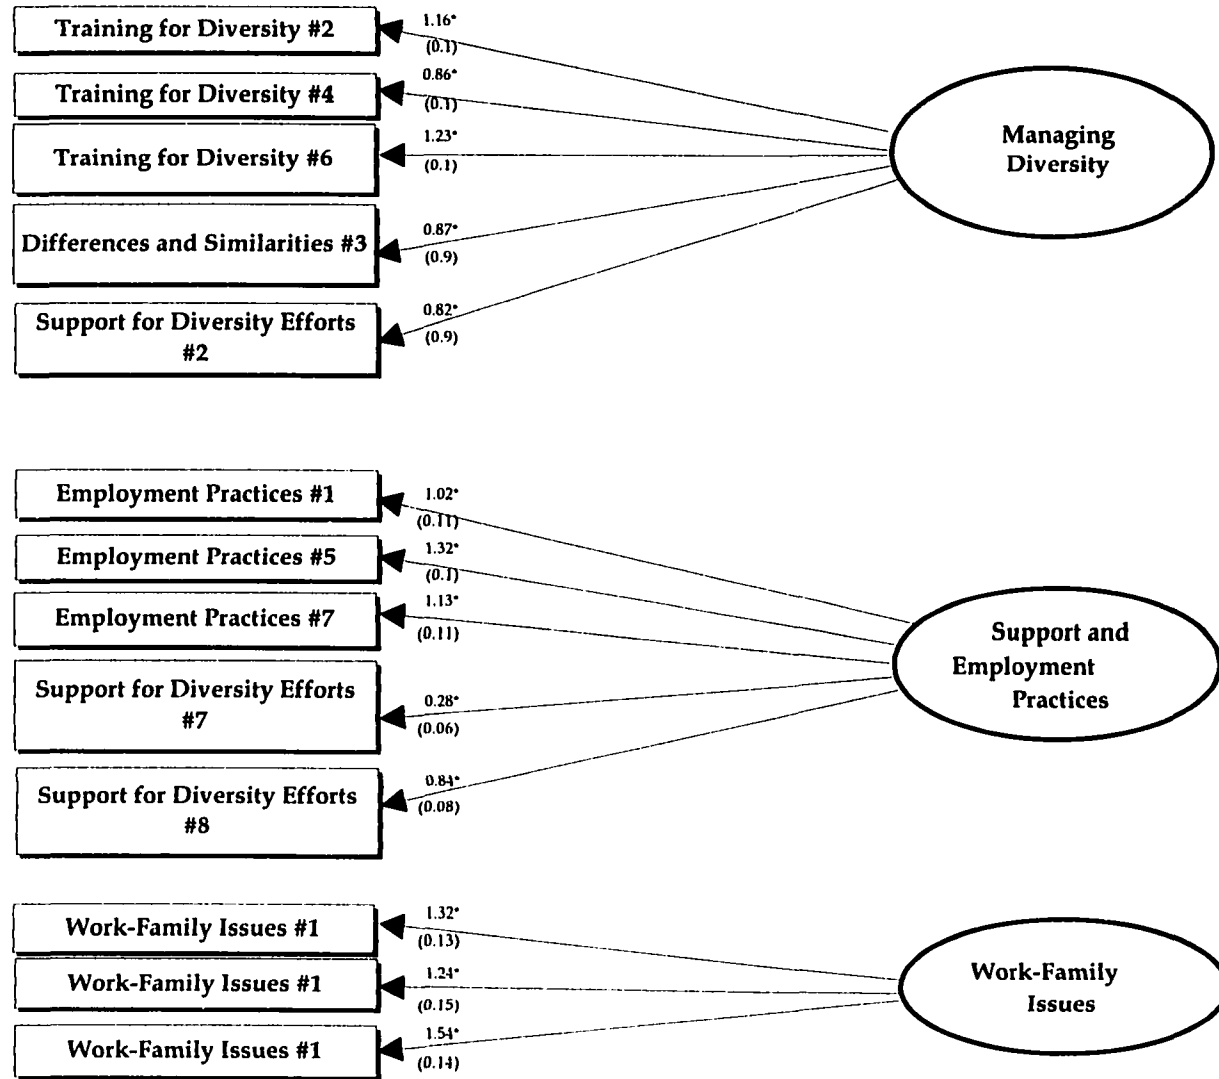 Training for Diversity #2
1.16*
(0.1)
Training for Diversity #4
0.86*
(0.1)
Training for Diversity #6
1.23*
(0.1)
Managing
Diversity
Differences and Similarities #3
0.87*
(0.9)
Support for Diversity Efforts
#2
0.82*
(0.9)
Employment Practices #1
1.02*
(0.11)
Employment Practices #5
1.32*
(0.1)
Employment Practices #7
1.13*
(0.11)
Support and
Employment
Practices
Support for Diversity Efforts
#7
0.28*
(0.06)
Support for Diversity Efforts
#8
0.84*
(0.08)
Work-Family Issues #1
1.32*
(0.13)
Work-Family Issues #1
1.24*
(0.15)
Work-Family
Issues
Work-Family Issues #1
1.54*
(0.14)